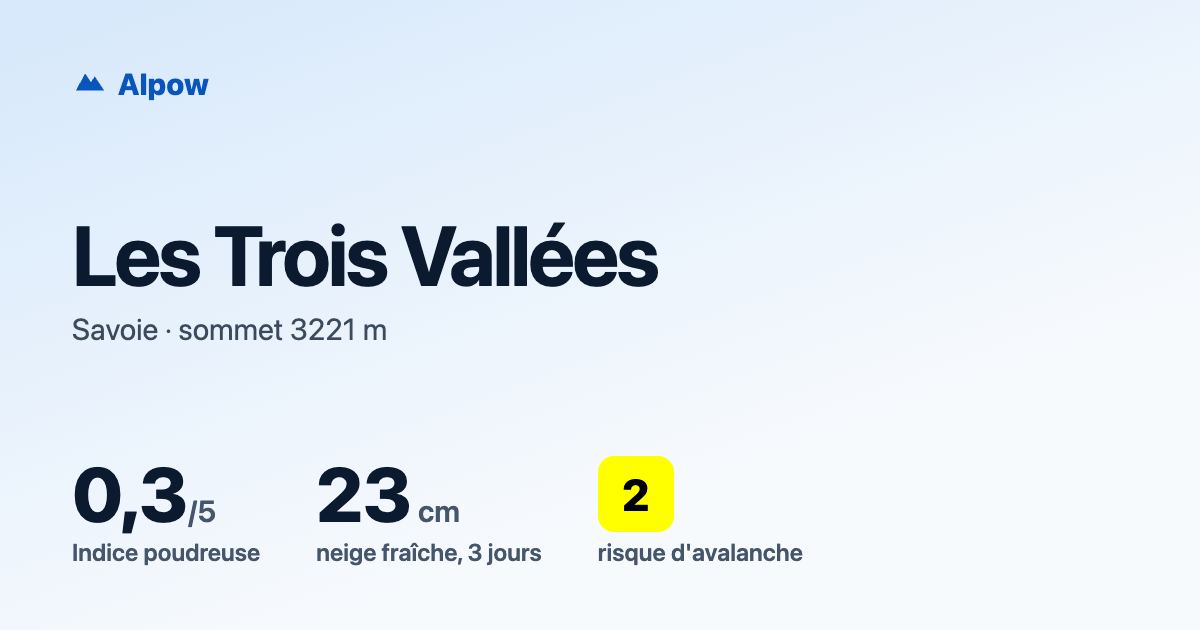 Alpow
Les Trois Vallées
Savoie · sommet 3221 m
0,3/5
Indice poudreuse
23 cm
neige fraîche, 3 jours
2
risque d'avalanche